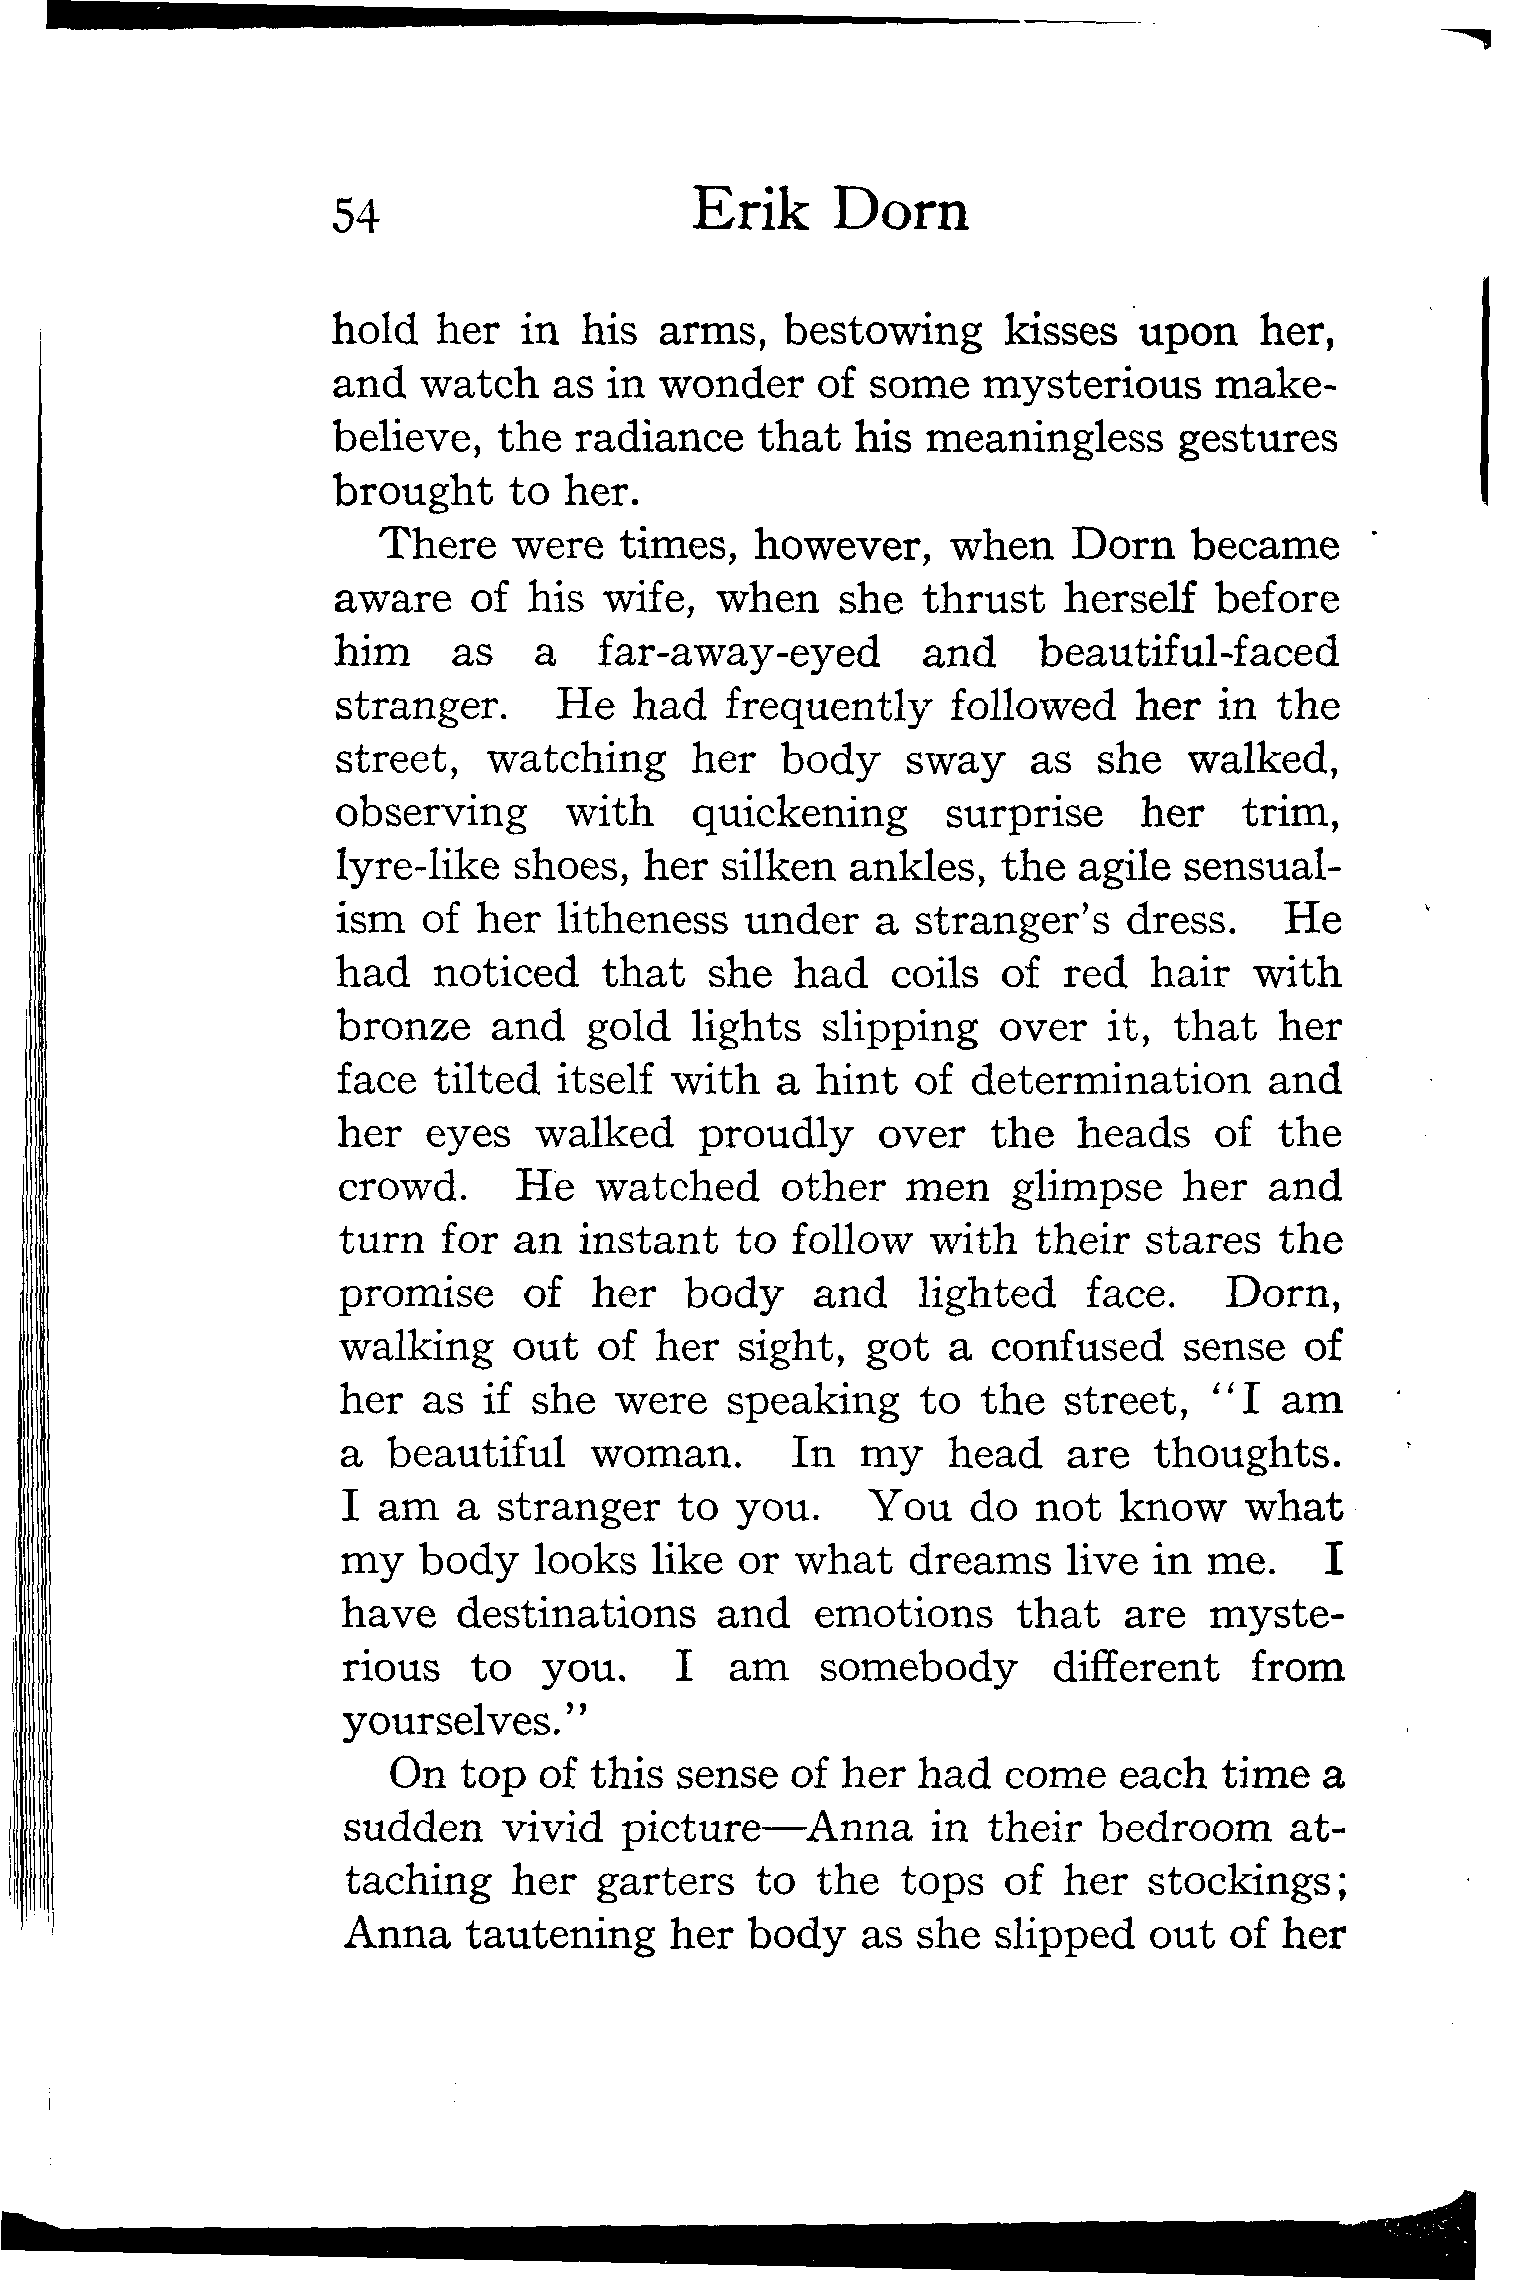 54 Erik Dorn
hold her in his arms, bestowing kisses upon her,
and watch as in wonder of some mysterious make-
believe, the radiance that his meaningless gestures
brought to her.
There were times, however, when Dorn became
aware of his wife, when she thrust herself before
him as a far-away-eyed and beautiful-faced
stranger. He had frequently followed her in the
street, watching her body sway as she walked,
observing with quickening surprise her trim,
lyre-like shoes, her silken ankles, the agile sensual-
ism of her litheness under a stranger's dress. He
had noticed that she had coils of red hair with
bronze and gold lights slipping over it, that her
face tilted itself with a hint of determination and
her eyes walked proudly over the heads of the
crowd. He watched other men glimpse her and
turn for an instant to follow with their stares the
promise of her body and lighted face. Dorn,
walking out of her sight, got a confused sense of
her as if she were speaking to the street, "I am
a beautiful woman. In my head are thoughts.
I am a stranger to you. You do not know what
my body looks like or what dreams live in me. I
have destinations and emotions that are myste-
rious to you. I am somebody different from
yourselves."
On top of this sense of her had come each time a
sudden vivid picture—Anna in their bedroom at-
taching her garters to the tops of her stockings;
Anna tautening her body as she slipped out of her